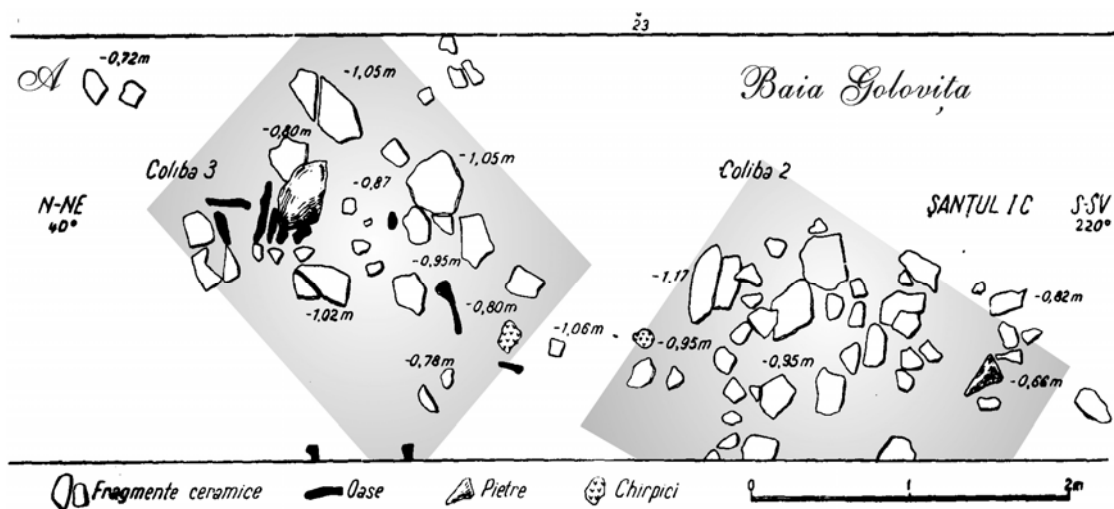 ž3
A
-0,72m
-1,05m
Baia Golovița
-0,80m
Coliba 3
-1,05m
Coliba 2
-0,87
N-NE
40°
ȘANȚUL I C
S-SV
220°
-0,95m
-1,17
-1,02m
-0,80m
-0,82m
-1,06m
-0,95m
-0,78m
-0,95m
-0,66m
Fragmente ceramice
Oase
Pietre
Chirpici
0
1
2m